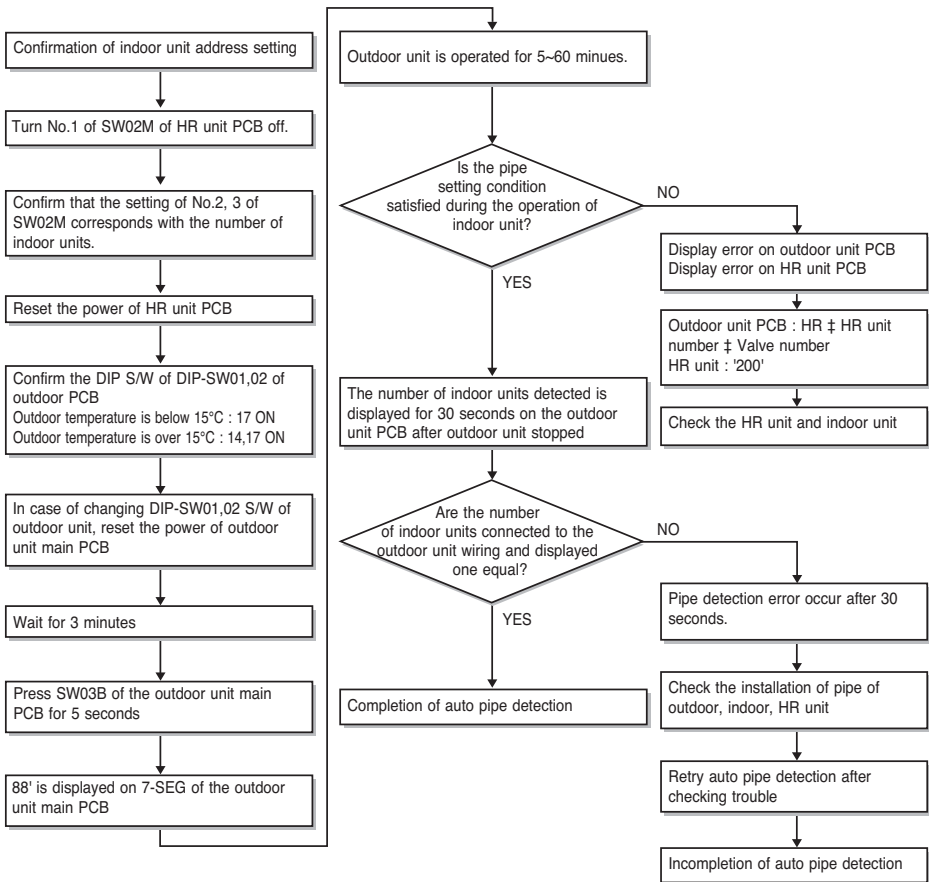 Confirmation of indoor unit address setting
Turn No.1 of SW02M of HR unit PCB off.
Confirm that the setting of No.2, 3 of
SW02M corresponds with the number of
indoor units.
Reset the power of HR unit PCB
Confirm the DIP S/W of DIP-SW01,02 of
outdoor PCB
Outdoor temperature is below 15°C : 17 ON
Outdoor temperature is over 15°C : 14,17 ON
In case of changing DIP-SW01,02 S/W of
outdoor unit, reset the power of outdoor
unit main PCB
Wait for 3 minutes
Press SW03B of the outdoor unit main
PCB for 5 seconds
88' is displayed on 7-SEG of the outdoor
unit main PCB
Outdoor unit is operated for 5~60 minues.
Is the pipe
setting condition
satisfied during the operation of
indoor unit?
NO
YES
Display error on outdoor unit PCB
Display error on HR unit PCB
Outdoor unit PCB : HR ‡ HR unit
number ‡ Valve number
HR unit : '200'
Check the HR unit and indoor unit
The number of indoor units detected is
displayed for 30 seconds on the outdoor
unit PCB after outdoor unit stopped
Are the number
of indoor units connected to the
outdoor unit wiring and displayed
one equal?
NO
YES
Completion of auto pipe detection
Pipe detection error occur after 30
seconds.
Check the installation of pipe of
outdoor, indoor, HR unit
Retry auto pipe detection after
checking trouble
Incompletion of auto pipe detection